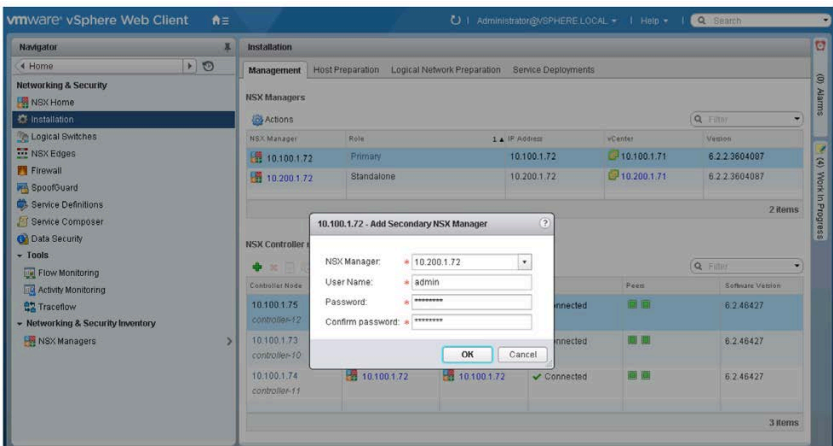 vmware® vSphere Web Client
Administrator@VSPHERE.LOCAL
Help
Search
Navigator
Home
Networking & Security
NSX Home
Installation
Logical Switches
NSX Edges
Firewall
SpoofGuard
Service Definitions
Service Composer
Data Security
Tools
Flow Monitoring
Activity Monitoring
Traceflow
Networking & Security Inventory
NSX Managers
Installation
Management Host Preparation Logical Network Preparation Service Deployments
NSX Managers
Actions
Filter
NSX Manager Role 1 IP Address vCenter Version
10.100.1.72 Primary 10.100.1.72 10.100.1.71 6.2.2.3604087
10.200.1.72 Standalone 10.200.1.72 10.200.1.71 6.2.2.3604087
2 items
10.100.1.72 - Add Secondary NSX Manager ?
NSX Manager: * 10.200.1.72
User Name: * admin
Password: * ********
Confirm password: * ********
OK Cancel
NSX Controller
Filter
Controller Node Peers Software Version
10.100.1.75 6.2.46427
controller-12
10.100.1.73 6.2.46427
controller-10
10.100.1.74 10.100.1.72 10.100.1.72 Connected 6.2.46427
controller-11
3 items
(0) Alarms
(4) Work In Progress